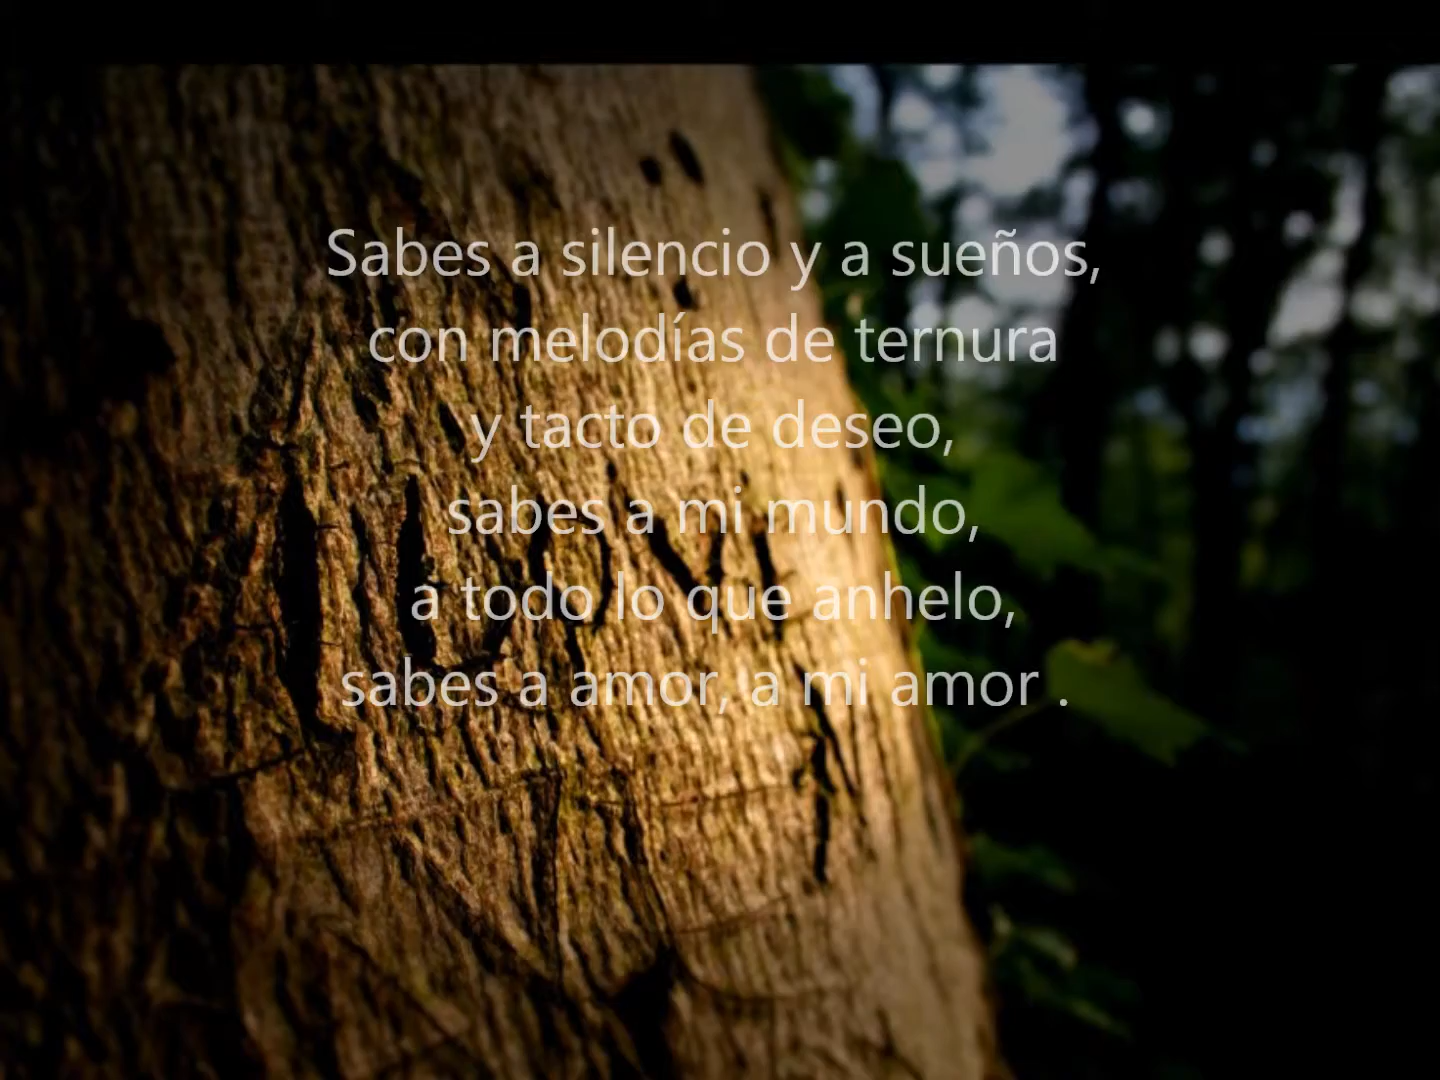 Sabes a silencio y a sueños,
con melodías de ternura
y tacto de deseo,
sabes a mi mundo,
a todo lo que anhelo,
sabes a amor, a mi amor .